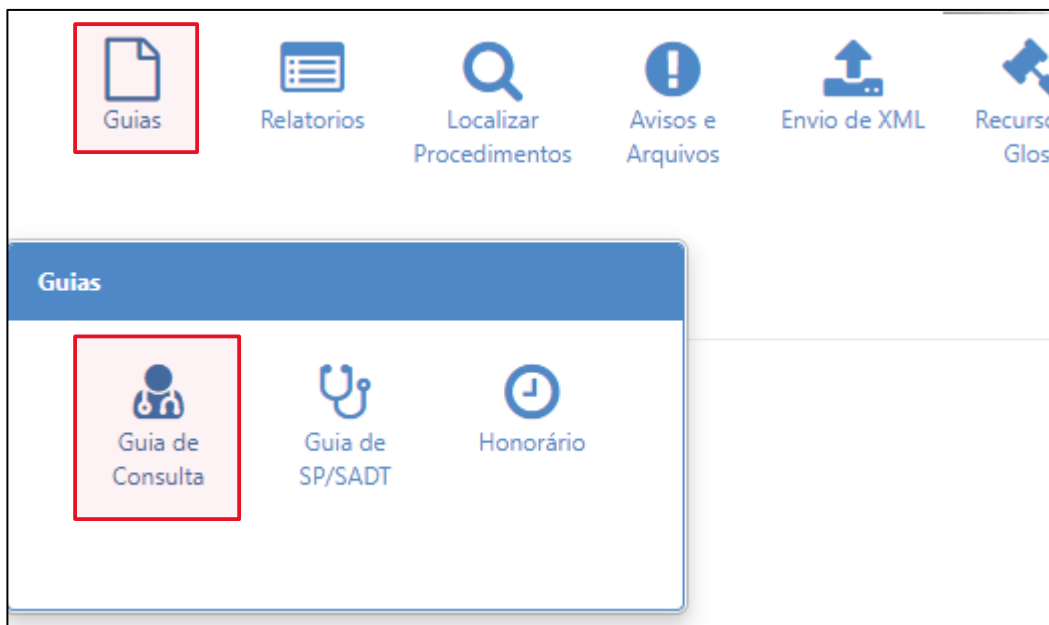 Guias
Relatorios
Localizar
Procedimentos
Avisos e
Arquivos
Envio de XML
Guias
Guia de
Consulta
Guia de
SP/SADT
Honorário